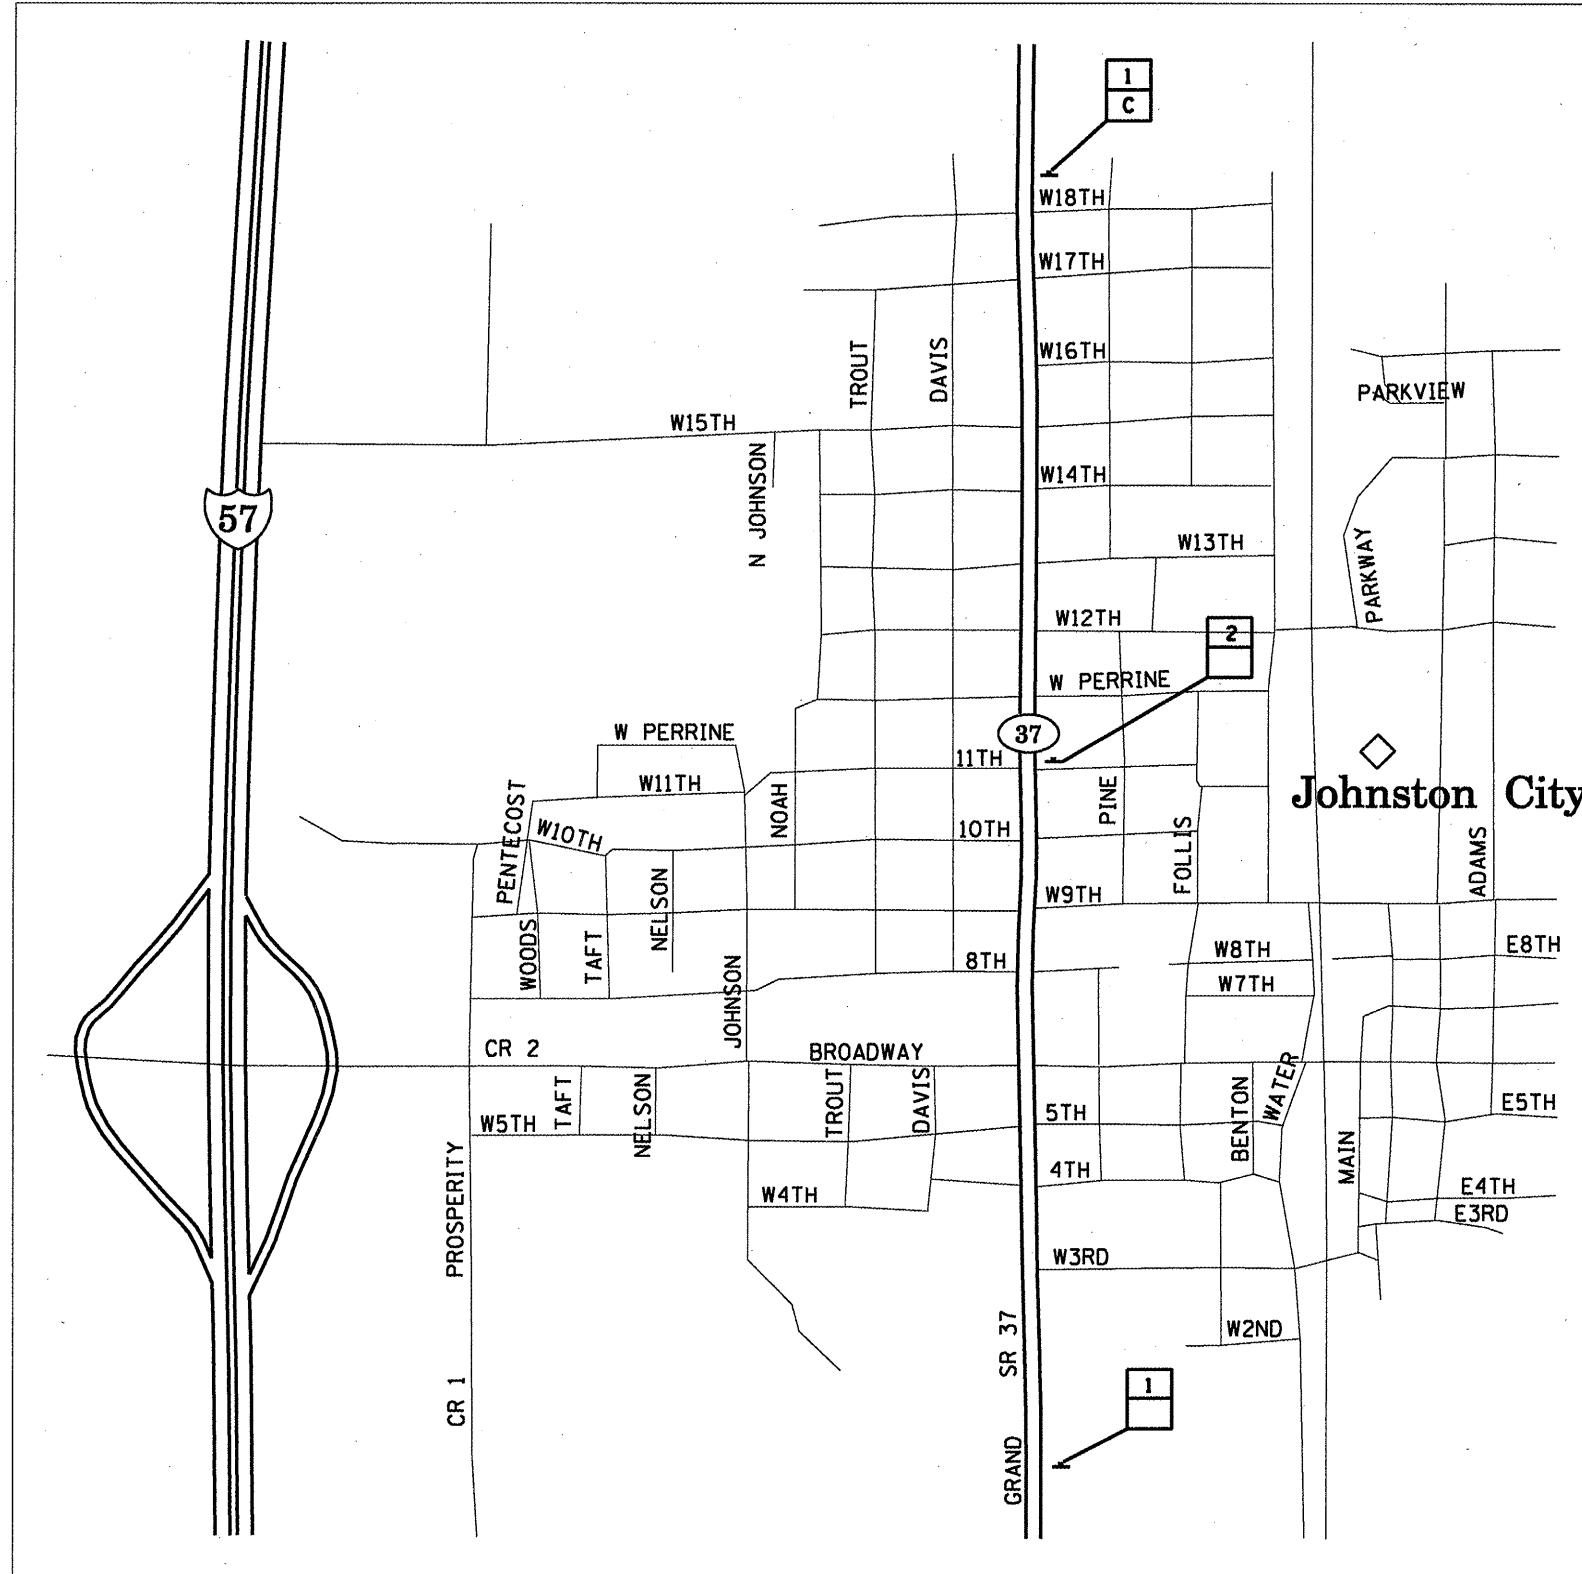 1
C
W18TH
W17TH
W16TH
TROUT
DAVIS
PARKVIEW
W15TH
N JOHNSON
W14TH
57
W13TH
PARKWAY
W12TH
2
W PERRINE
37
W PERRINE
11TH
W11TH
PENTECOST
NOAH
PINE
Johnston City
W10TH
10TH
FOLLIS
ADAMS
NELSON
W9TH
WOODS
TAFT
8TH
W8TH
E8TH
JOHNSON
W7TH
CR 2
BROADWAY
TAFT
NELSON
TROUT
DAVIS
BENTON
WATER
W5TH
5TH
E5TH
MAIN
4TH
PROSPERITY
W4TH
E4TH
E3RD
W3RD
SR 37
W2ND
CR 1
1
GRAND